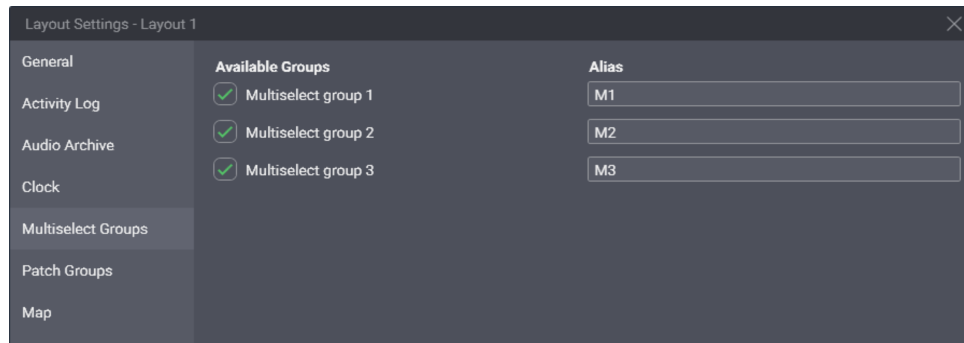 Layout Settings - Layout 1
General
Activity Log
Audio Archive
Clock
Multiselect Groups
Patch Groups
Map
Available Groups Alias
Multiselect group 1 M1
Multiselect group 2 M2
Multiselect group 3 M3